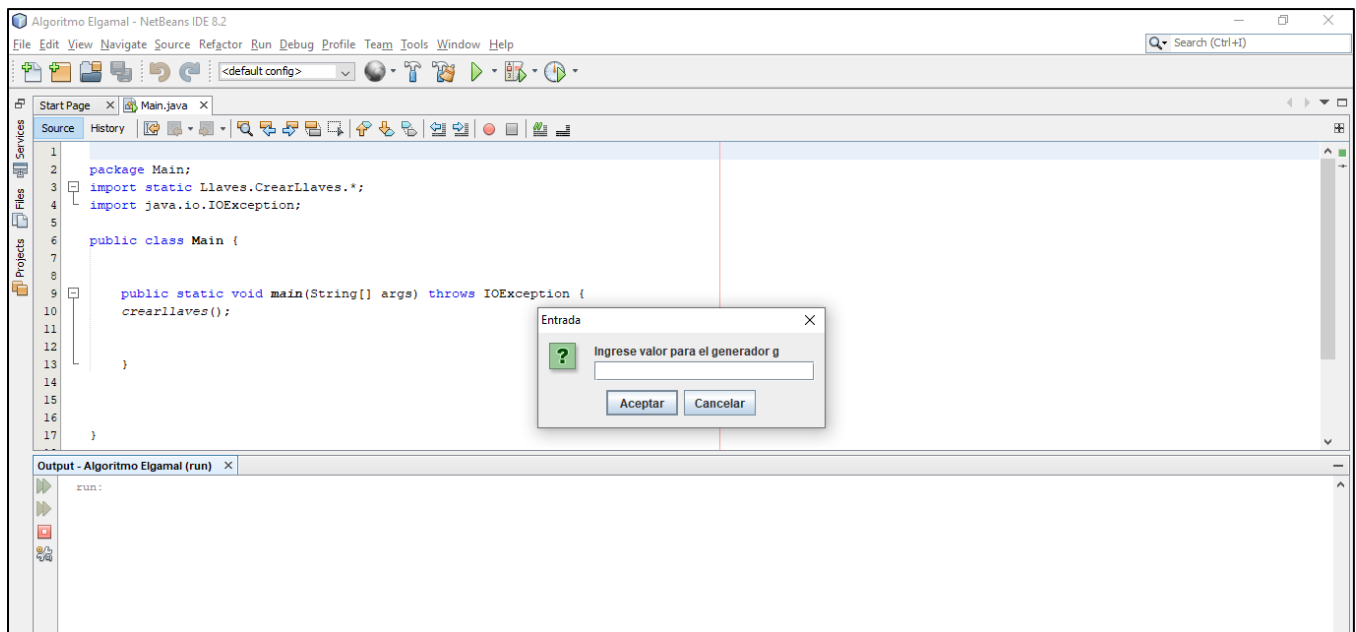 Algoritmo Elgamal - NetBeans IDE 8.2
File Edit View Navigate Source Refactor Run Debug Profile Team Tools Window Help
Search (Ctrl+I)
<default config>
Start Page Main.java
Source History
Services
Files
Projects
1
2 package Main;
3 import static Llaves.CrearLlaves.*;
4 import java.io.IOException;
5
6 public class Main {
7
8
9 public static void main(String[] args) throws IOException {
10 crearllaves();
11
12
13 }
14
15
16
17 }
Entrada
Ingrese valor para el generador g
Aceptar Cancelar
Output - Algoritmo Elgamal (run)
run: